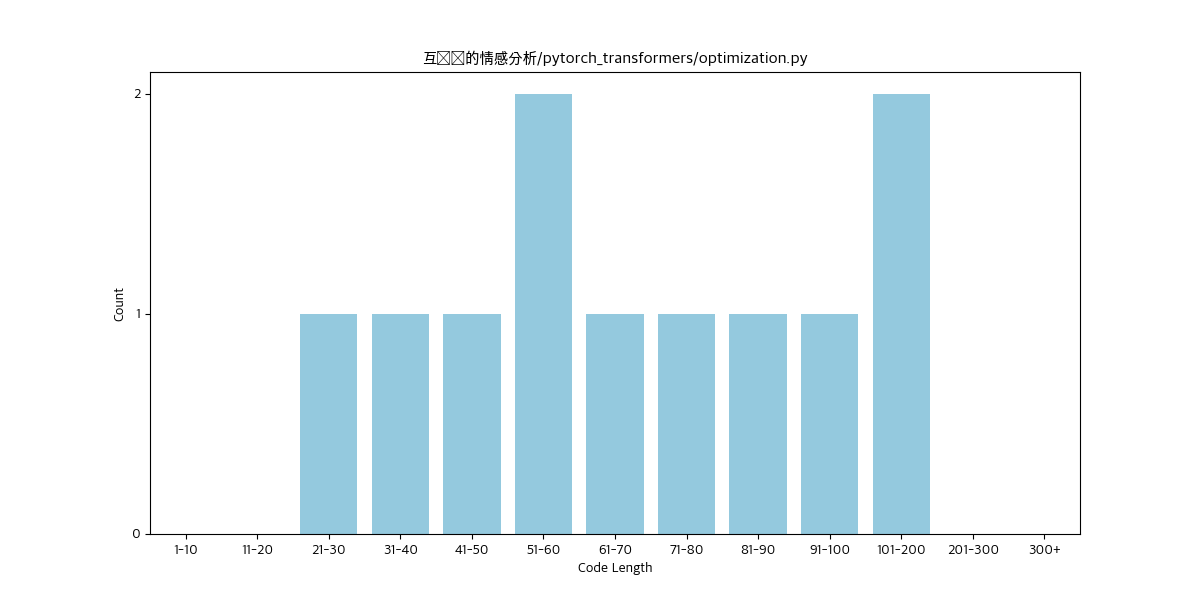 互的情感分析/pytorch_transformers/optimization.py
Count
2
1
0
1-10 11-20 21-30 31-40 41-50 51-60 61-70 71-80 81-90 91-100 101-200 201-300 300+
Code Length